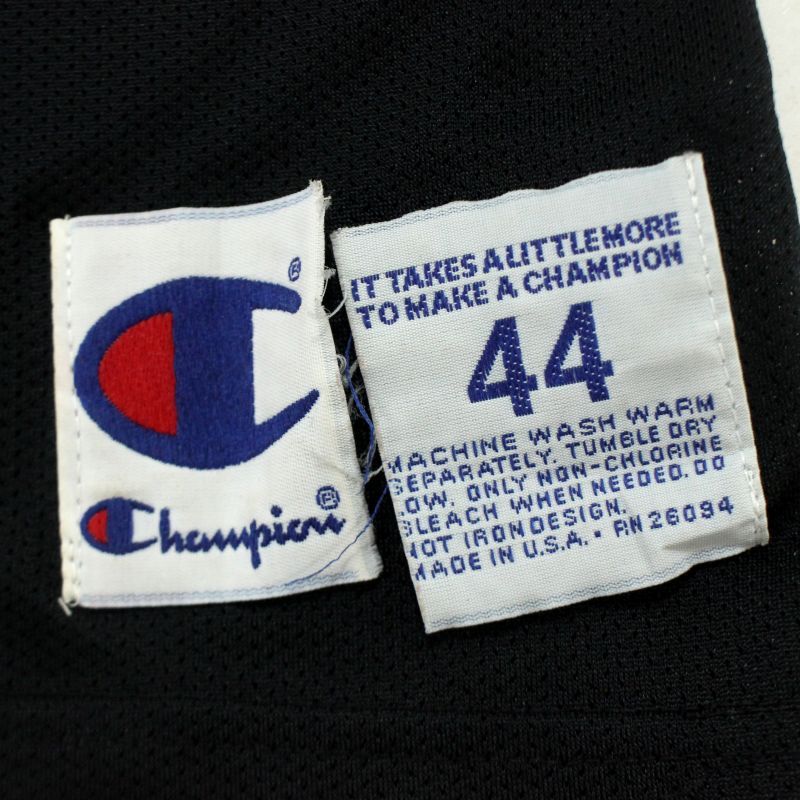 ®
Champion®
IT TAKES A LITTLE MORE
TO MAKE A CHAMPION
44
MACHINE WASH WARM
SEPARATELY. TUMBLE DRY
LOW. ONLY NON-CHLORINE
BLEACH WHEN NEEDED. DO
NOT IRON DESIGN.
MADE IN U.S.A. • RN 26094